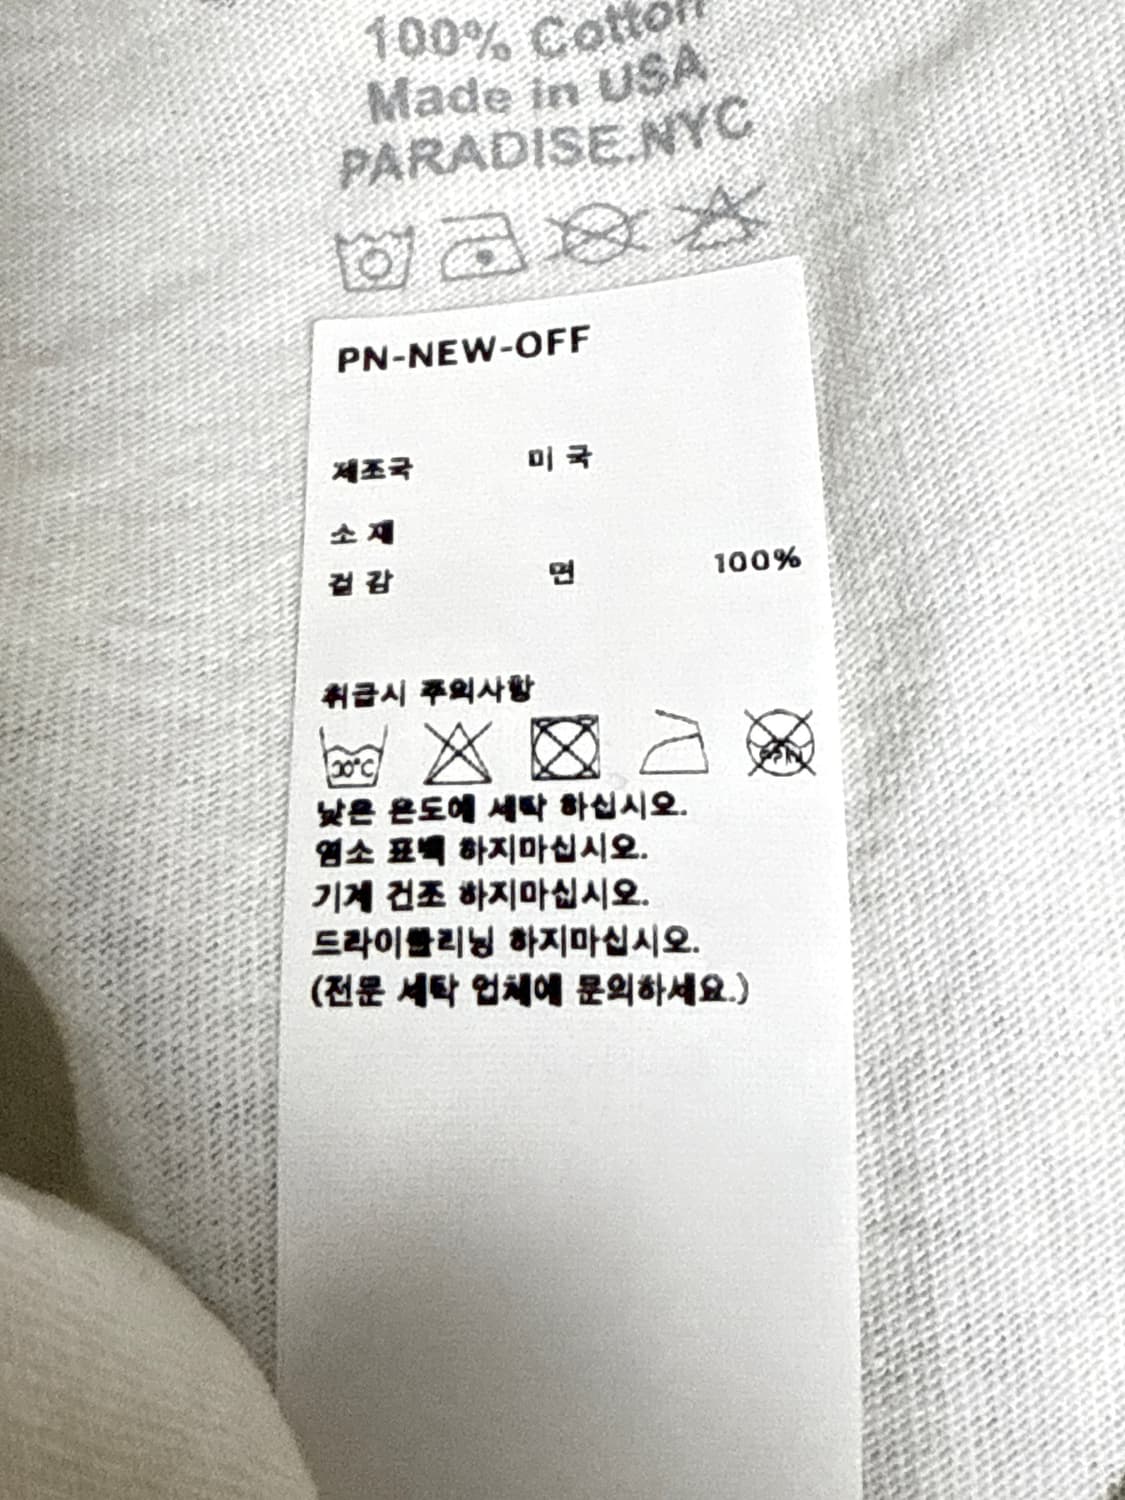 100% Cotton
Made in USA
PARADISE.NYC
PN-NEW-OFF
제조국 미 국
소 재
겉 감 면 100%
취급시 주의사항
30°C
낮은 온도에 세탁 하십시오.
염소 표백 하지마십시오.
기계 건조 하지마십시오.
드라이클리닝 하지마십시오.
(전문 세탁 업체에 문의하세요.)